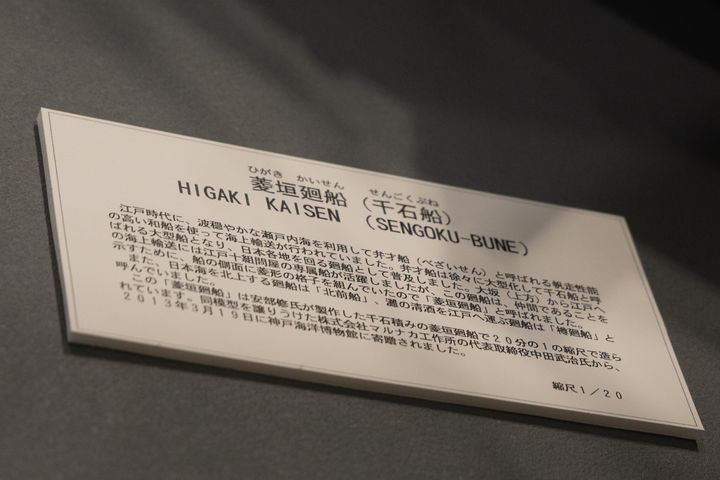 ひがき かいせん せんごくぶね
菱垣廻船（千石船）
HIGAKI KAISEN (SENGOKU-BUNE)
江戸時代に、波穏やかな瀬戸内海を利用して弁才船（べざいせん）と呼ばれる帆走性能
の高い和船を使って海上輸送が行われていました。弁才船は徐々に大型化して千石船と呼
ばれる大型船となり、日本各地を回る廻船として普及しました。大坂（上方）から江戸へ
の海上輸送には江戸十組問屋の専属船が活躍しましたが、この廻船は、仲間であることを
示すために、船の側面に菱形の格子を組んでいたので「菱垣廻船」と呼ばれました。
また、日本海を北上する廻船は「北前船」、灘の清酒を江戸へ運ぶ廻船は「樽廻船」と
呼んでいました。
この「菱垣廻船」は安部修氏が製作した千石積みの菱垣廻船で２０分の１の縮尺で造ら
れています。同模型を譲りうけた株式会社マルナカ工作所の代表取締役中田武治氏から、
２０１３年３月１９日に神戸海洋博物館に寄贈されました。
縮尺１／２０